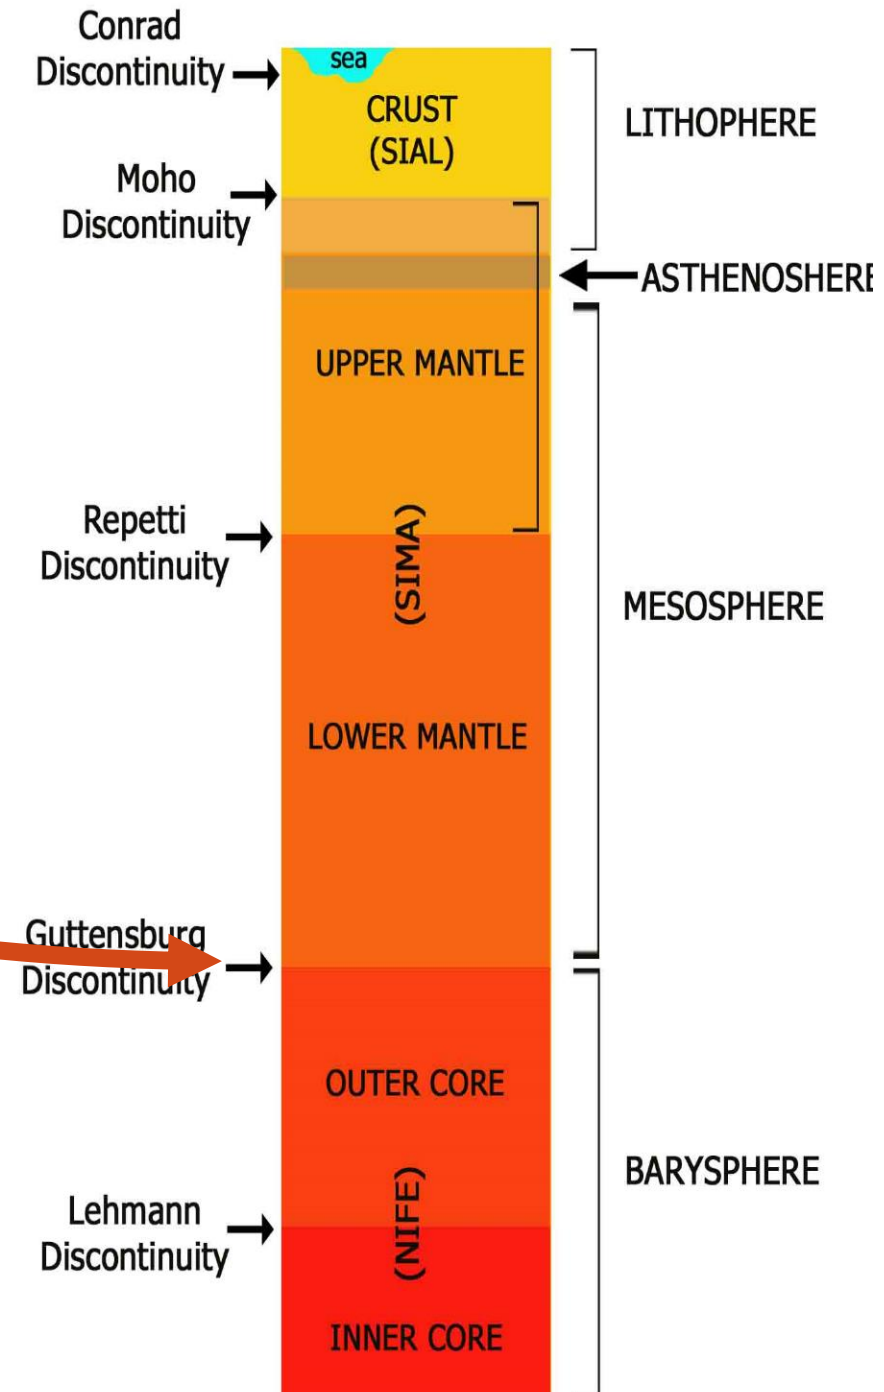 Conrad
Discontinuity
sea
CRUST
(SIAL)
LITHOPHERE
Moho
Discontinuity
ASTHENOSHERE
UPPER MANTLE
Repetti
Discontinuity
(SIMA)
MESOSPHERE
LOWER MANTLE
Guttensburg
Discontinuity
OUTER CORE
BARYSPHERE
Lehmann
Discontinuity
(NIFE)
INNER CORE